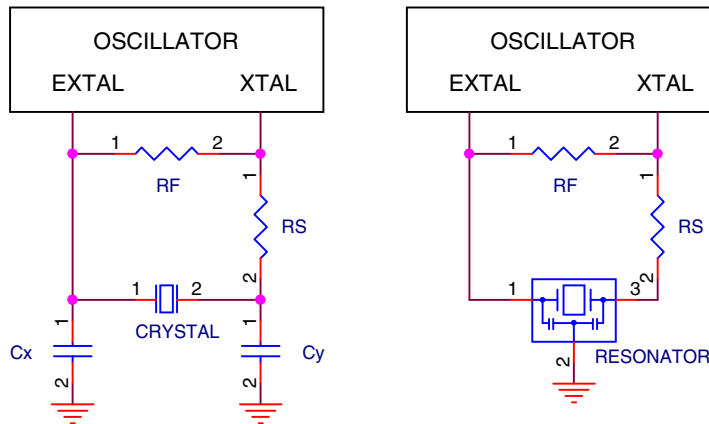 OSCILLATOR
EXTAL XTAL
1 2
RF
1
RS
2
1 2
CRYSTAL
1 1
Cx Cy
2 2
OSCILLATOR
EXTAL XTAL
1 2
RF
1
RS
2
1 3
RESONATOR
2